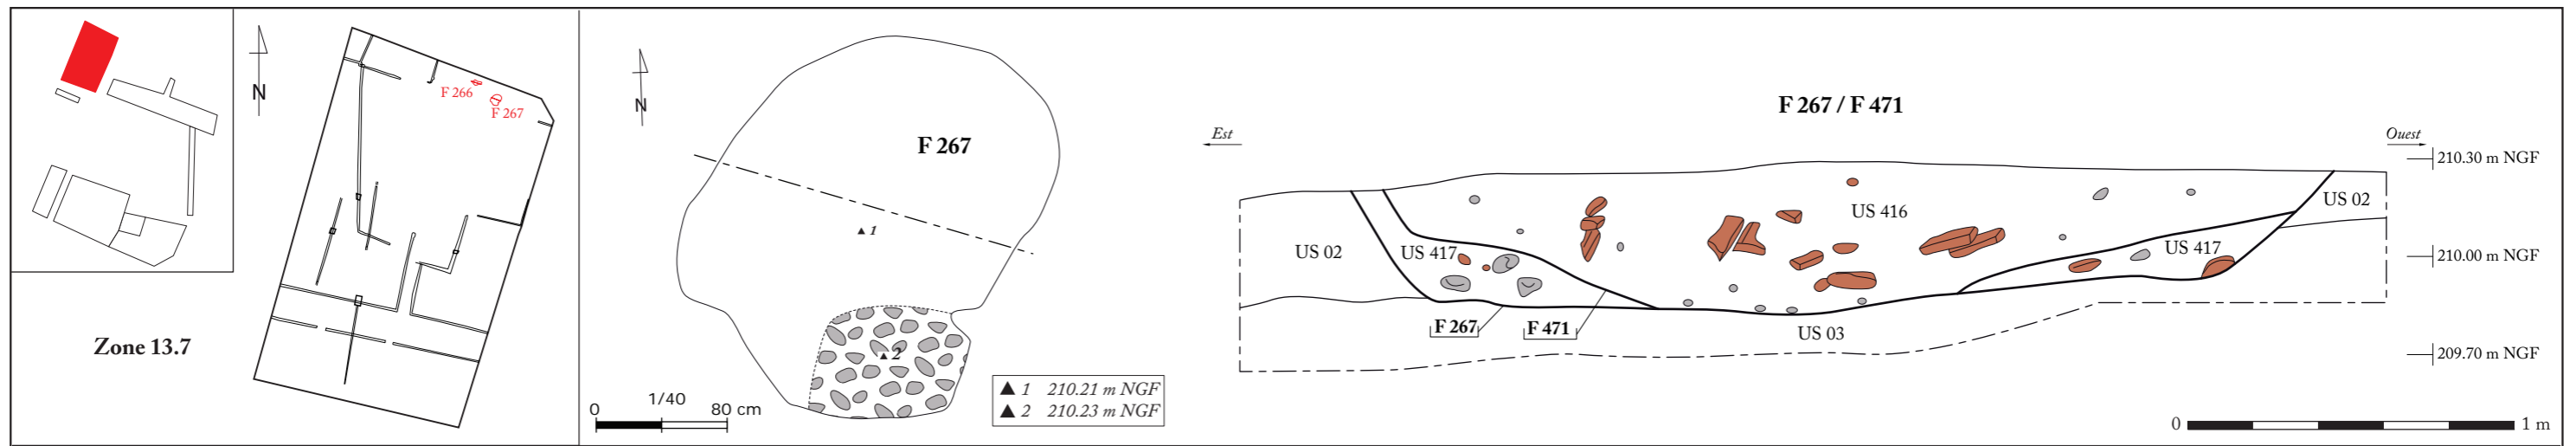 N
F 266
F 267
Zone 13.7
N
F 267
1
2
0 1/40 80 cm
▲ 1 210.21 m NGF
▲ 2 210.23 m NGF
F 267 / F 471
Est
Ouest
210.30 m NGF
US 416
US 02
US 02
US 417
US 417
210.00 m NGF
F 267
F 471
US 03
209.70 m NGF
0 1 m